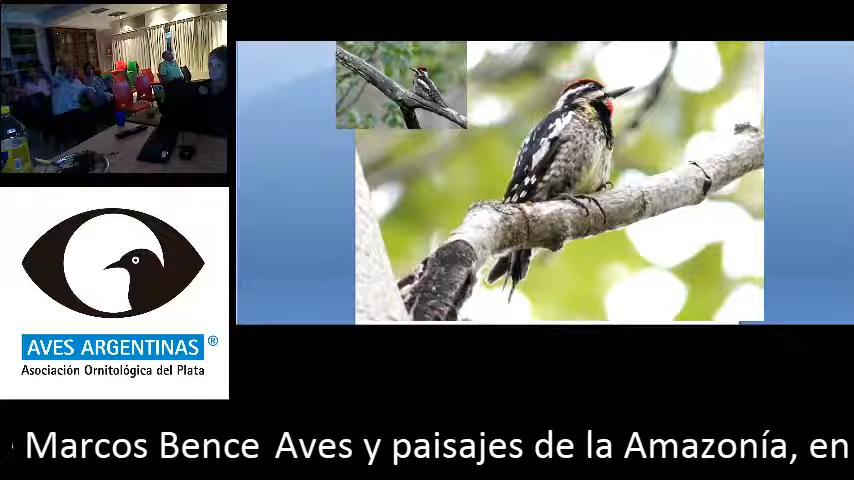 AVES ARGENTINAS ®
Asociación Ornitológica del Plata
Marcos Bence Aves y paisajes de la Amazonía, en